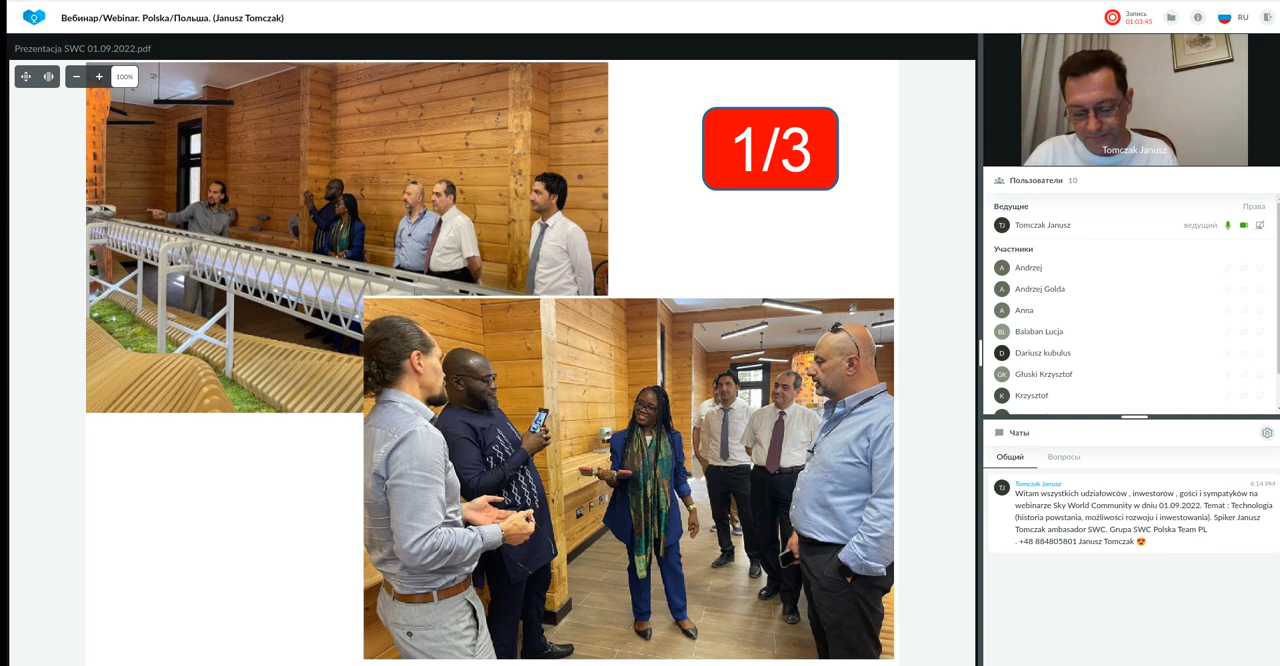 Вебинар/Webinar. Polska/Польша. (Janusz Tomczak)
Запись
01:03:45
RU
Prezentacja SWC 01.09.2022.pdf
100%
1/3
Tomczak Janusz
Пользователи 10
Ведущие Права
TJ Tomczak Janusz ведущий
Участники
A Andrzej
A Andrzej Golda
A Anna
BL Balaban Lucja
D Dariusz kubulus
GK Głuski Krzysztof
K Krzysztof
Чаты
Общий Вопросы
TJ Tomczak Janusz 4:14 PM
Witam wszystkich udziałowców , inwestorów , gości i sympatyków na
webinarze Sky World Community w dniu 01.09.2022. Temat : Technologia
(historia powstania, możliwości rozwoju i inwestowania). Spiker Janusz
Tomczak ambasador SWC. Grupa SWC Polska Team PL
. +48 884805801 Janusz Tomczak 😍